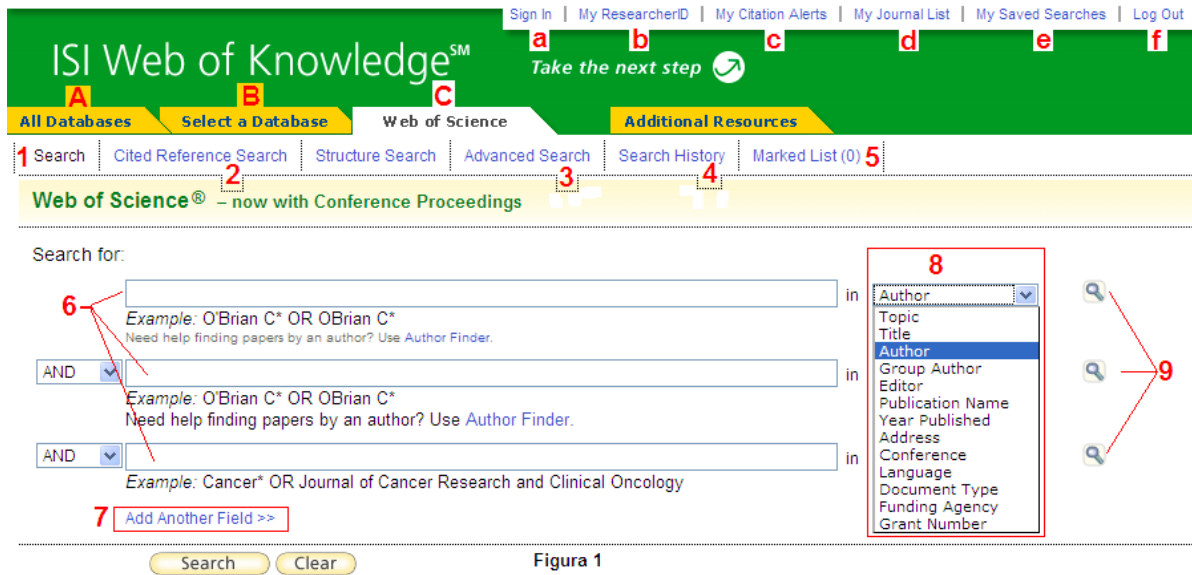 Sign In | My ResearcherID | My Citation Alerts | My Journal List | My Saved Searches | Log Out
a b c d e f
ISI Web of Knowledge℠ Take the next step
A B C
All Databases Select a Database Web of Science Additional Resources
1 Search Cited Reference Search Structure Search Advanced Search Search History Marked List (0) 5
2 3 4
Web of Science® – now with Conference Proceedings
Search for:
8
6 in Author
Example: O'Brian C* OR OBrian C*
Need help finding papers by an author? Use Author Finder.
AND in
Example: O'Brian C* OR OBrian C*
Need help finding papers by an author? Use Author Finder.
AND in
Example: Cancer* OR Journal of Cancer Research and Clinical Oncology
7 Add Another Field >>
Topic
Title
Author
Group Author
Editor
Publication Name
Year Published
Address
Conference
Language
Document Type
Funding Agency
Grant Number
9
Search Clear Figura 1